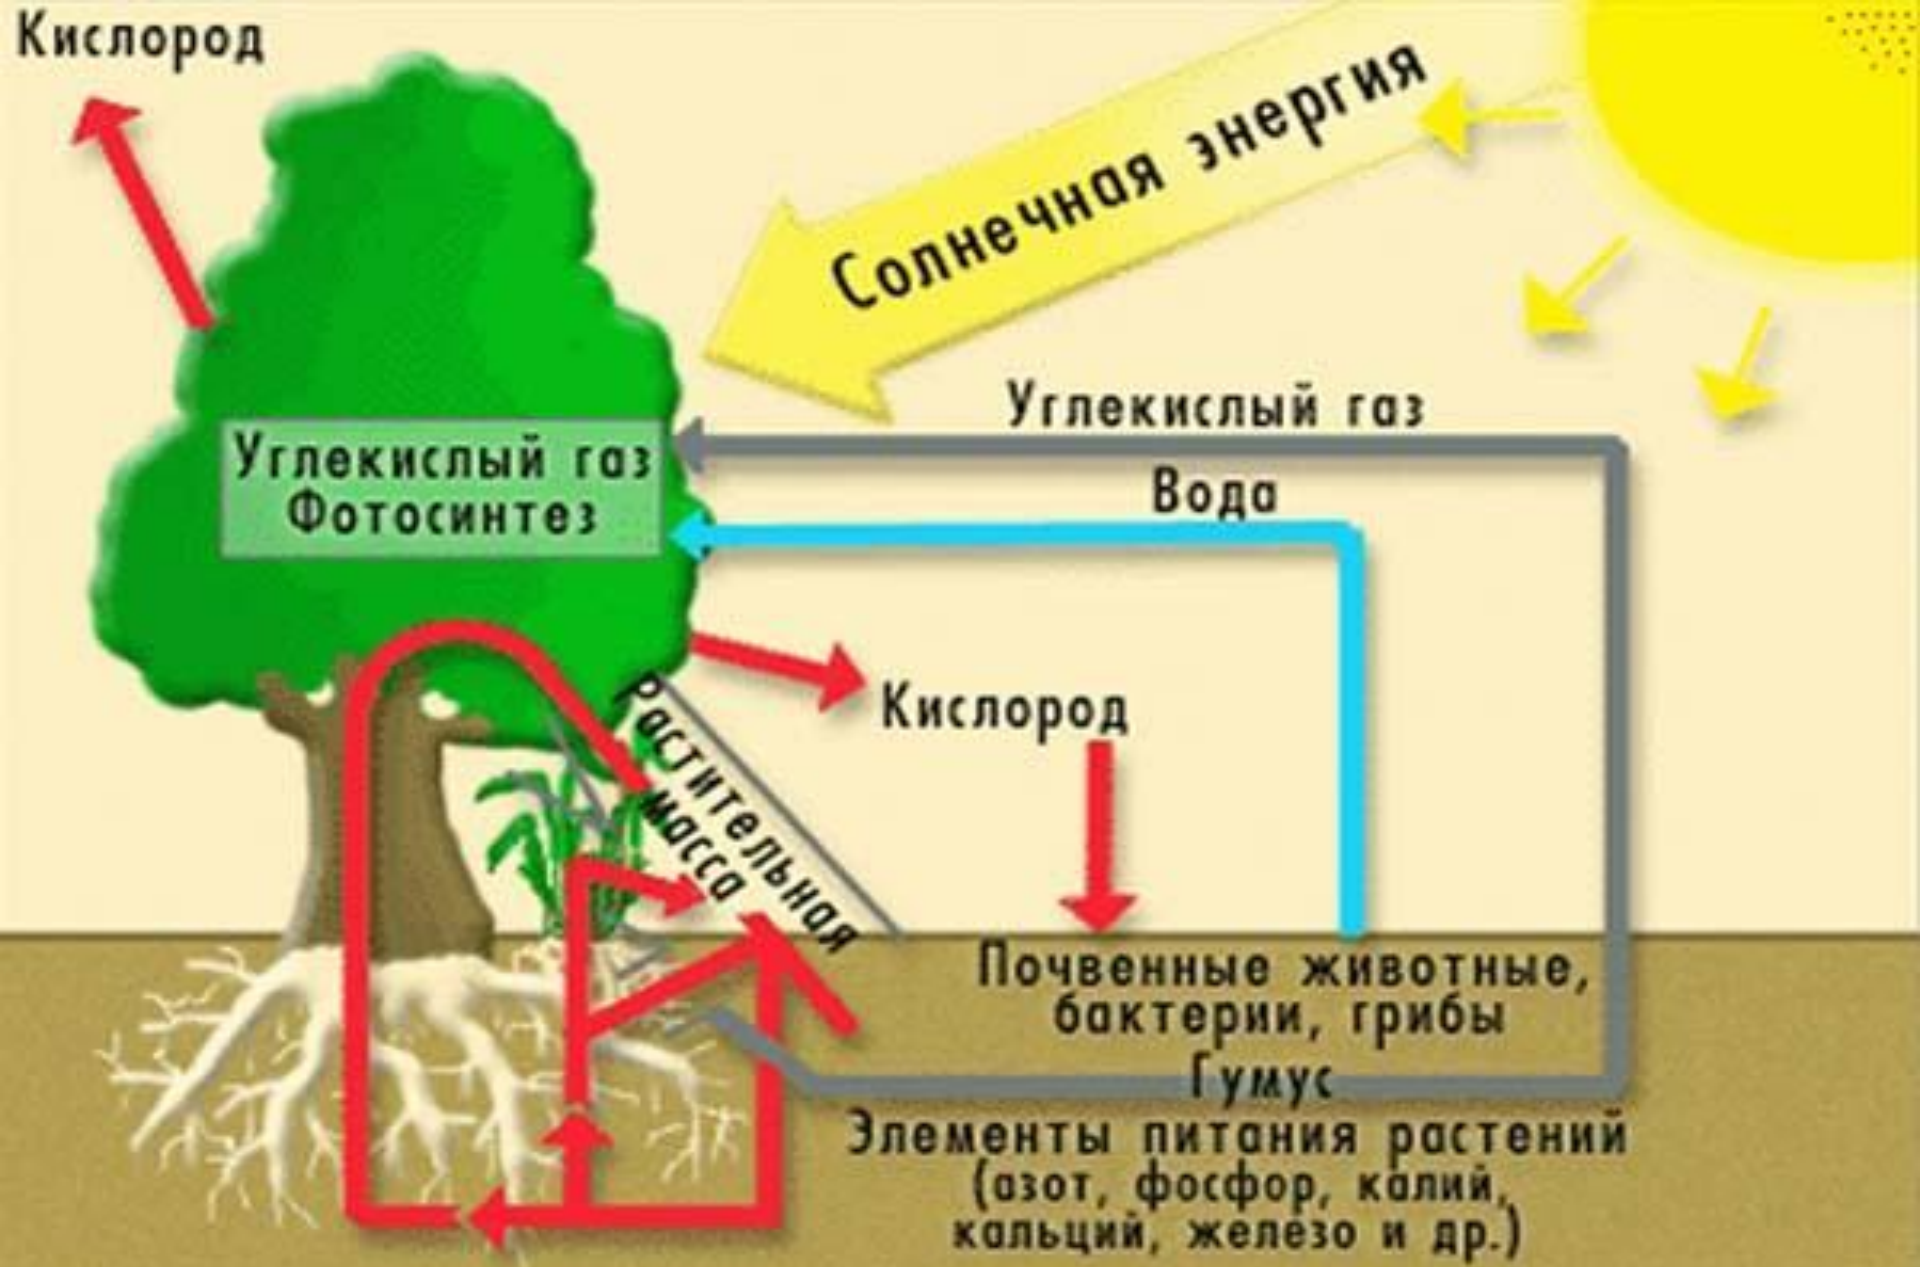 Кислород
Солнечная энергия
Углекислый газ
Углекислый газ
Фотосинтез
Вода
Кислород
Растительная
масса
Почвенные животные,
бактерии, грибы
Гумус
Элементы питания растений
(азот, фосфор, калий,
кальций, железо и др.)